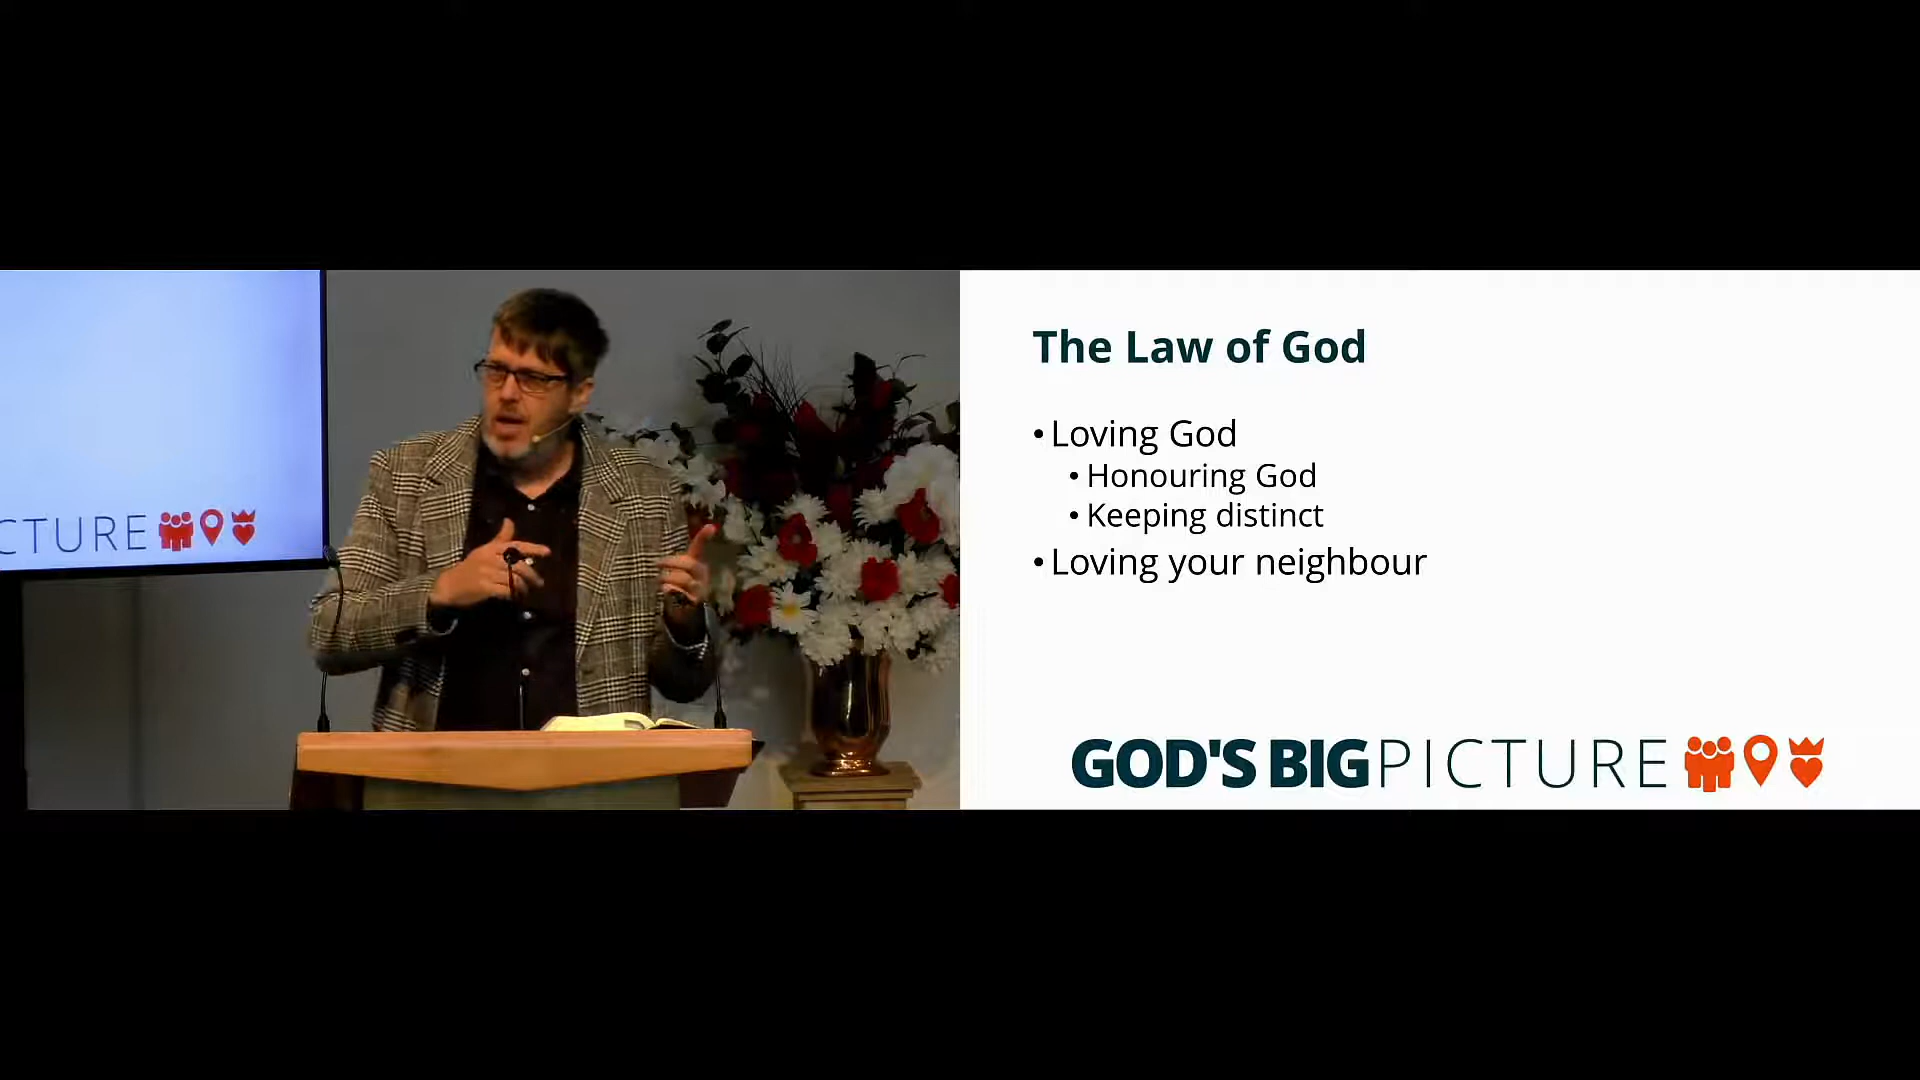 CTURE
The Law of God
• Loving God
• Honouring God
• Keeping distinct
• Loving your neighbour
GOD'S BIG PICTURE